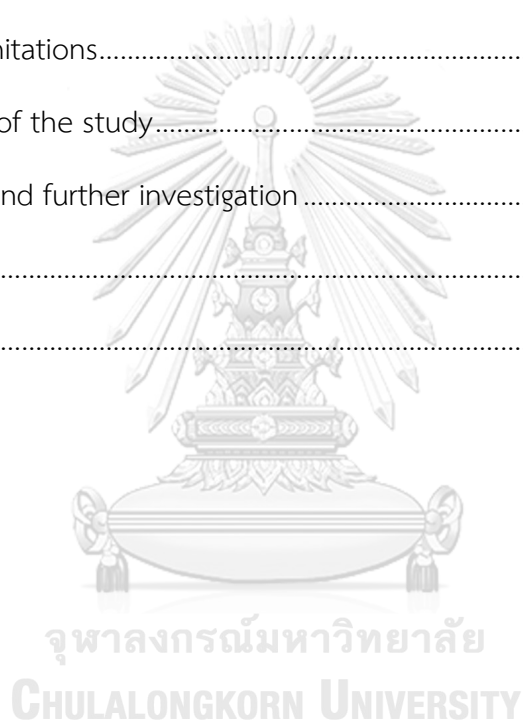 nitations................................................................
of the study................................................................
nd further investigation................................................................
................................................................
................................................................
จุฬาลงกรณ์มหาวิทยาลัย
CHULALONGKORN UNIVERSITY